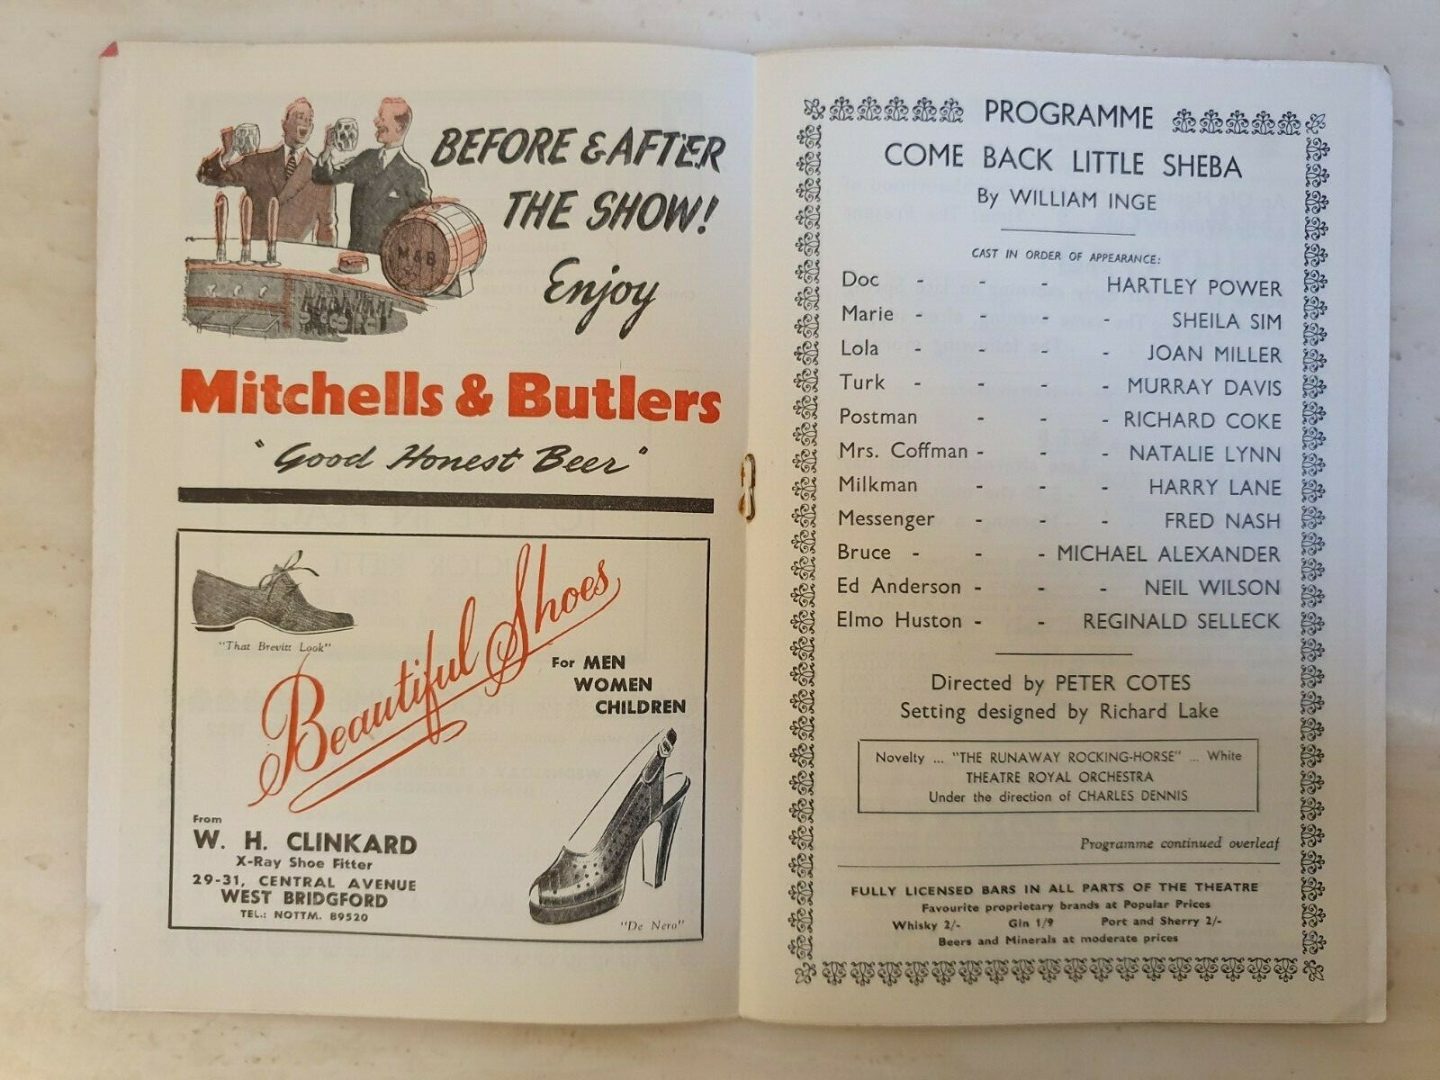 BEFORE & AFTER
THE SHOW!
Enjoy
M&B
Mitchells & Butlers
"Good Honest Beer"
"That Brevitt Look"
Beautiful Shoes
For MEN
WOMEN
CHILDREN
From
W. H. CLINKARD
X-Ray Shoe Fitter
29-31, CENTRAL AVENUE
WEST BRIDGFORD
TEL.: NOTTM. 89520
"De Nero"
PROGRAMME
COME BACK LITTLE SHEBA
By WILLIAM INGE
CAST IN ORDER OF APPEARANCE:
Doc - - - HARTLEY POWER
Marie - - - - SHEILA SIM
Lola - - - - JOAN MILLER
Turk - - - - MURRAY DAVIS
Postman - - - RICHARD COKE
Mrs. Coffman - - - NATALIE LYNN
Milkman - - - HARRY LANE
Messenger - - - FRED NASH
Bruce - - - MICHAEL ALEXANDER
Ed Anderson - - - NEIL WILSON
Elmo Huston - - REGINALD SELLECK
Directed by PETER COTES
Setting designed by Richard Lake
Novelty ... "THE RUNAWAY ROCKING-HORSE" ... White
THEATRE ROYAL ORCHESTRA
Under the direction of CHARLES DENNIS
Programme continued overleaf
FULLY LICENSED BARS IN ALL PARTS OF THE THEATRE
Favourite proprietary brands at Popular Prices
Whisky 2/- Gin 1/9 Port and Sherry 2/-
Beers and Minerals at moderate prices